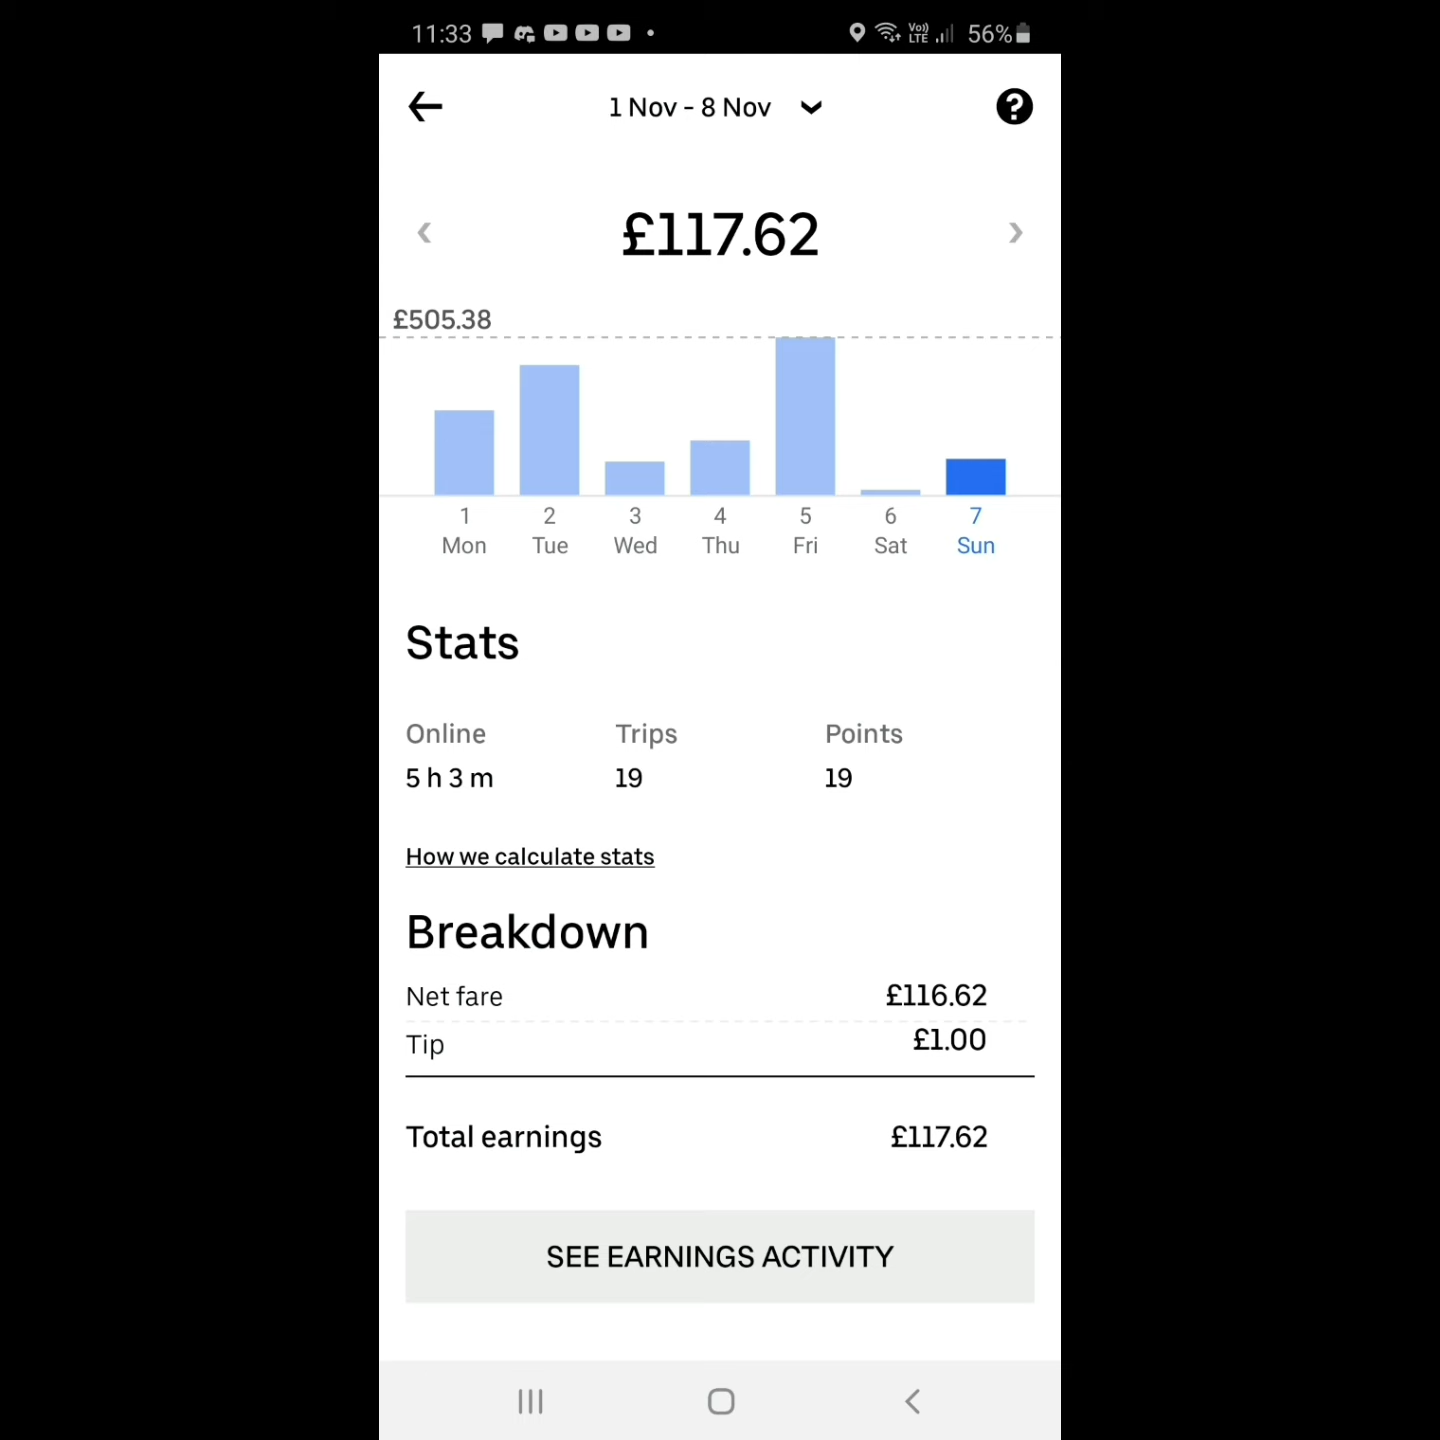 11:33 Vo)) LTE 56%
1 Nov - 8 Nov
£117.62
£505.38
1 2 3 4 5 6 7
Mon Tue Wed Thu Fri Sat Sun
Stats
Online Trips Points
5 h 3 m 19 19
How we calculate stats
Breakdown
Net fare £116.62
Tip £1.00
Total earnings £117.62
SEE EARNINGS ACTIVITY